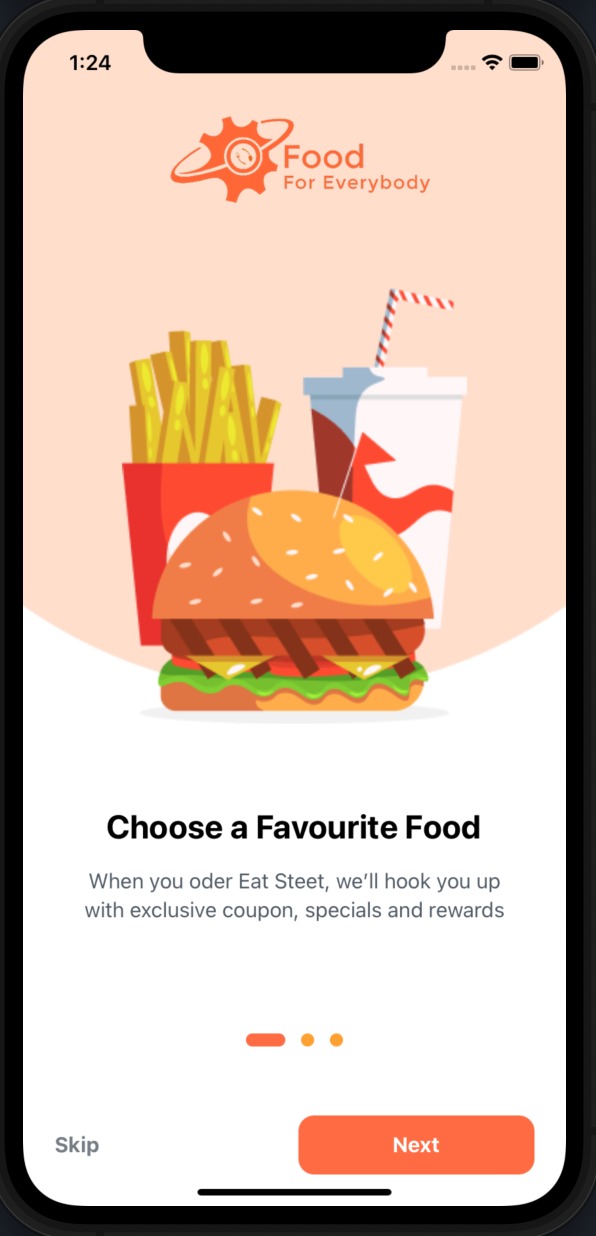 1:24
Food
For Everybody
Choose a Favourite Food
When you oder Eat Steet, we’ll hook you up
with exclusive coupon, specials and rewards
Skip
Next